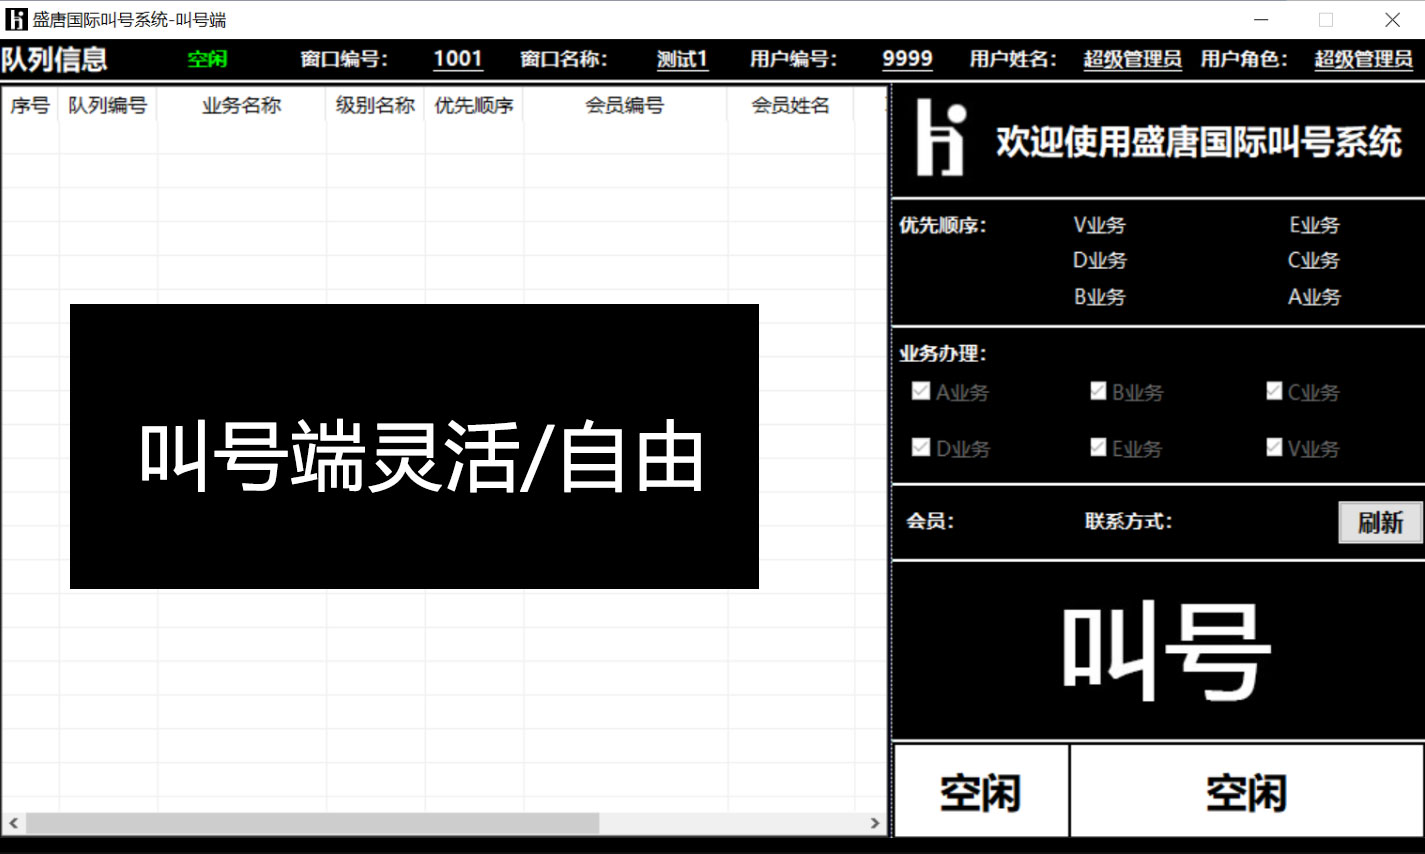 盛唐国际叫号系统-叫号端
队列信息 空闲 窗口编号： 1001 窗口名称： 测试1 用户编号： 9999 用户姓名： 超级管理员 用户角色： 超级管理员
序号 队列编号 业务名称 级别名称 优先顺序 会员编号 会员姓名
欢迎使用盛唐国际叫号系统
优先顺序： V业务 E业务
D业务 C业务
B业务 A业务
业务办理：
A业务 B业务 C业务
D业务 E业务 V业务
会员： 联系方式： 刷新
叫号端灵活/自由
叫号
空闲 空闲